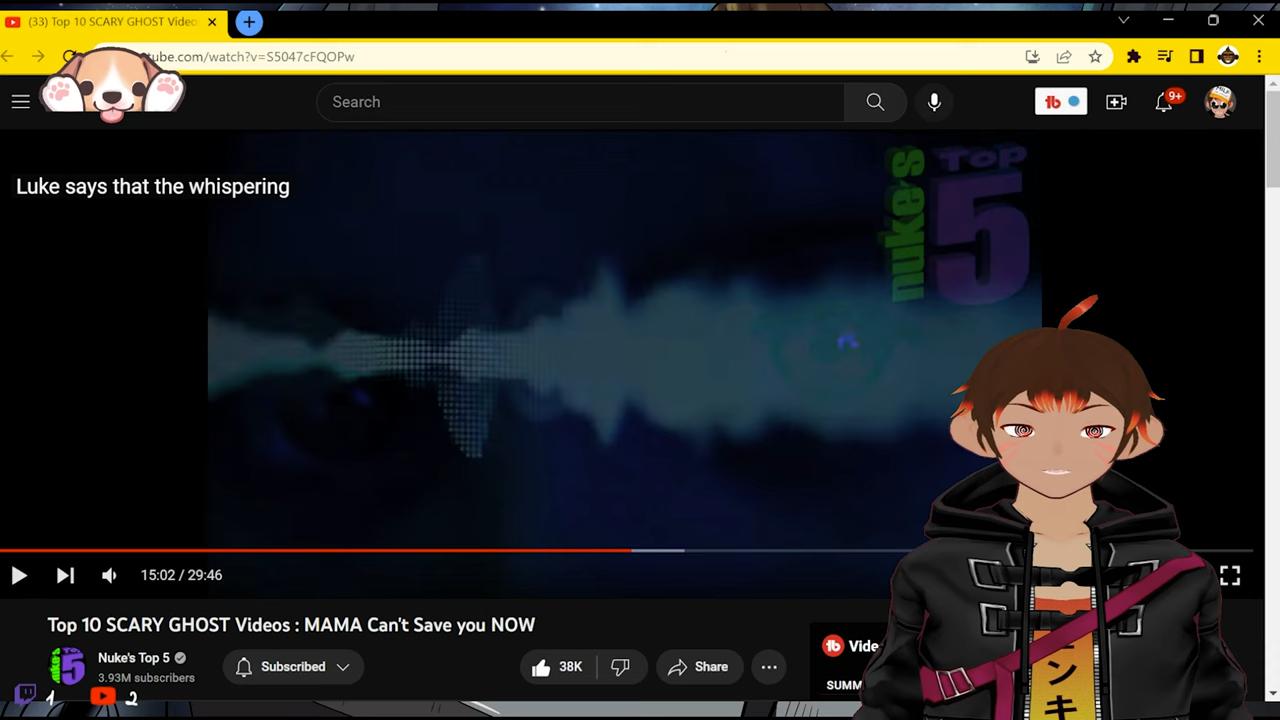 (33) Top 10 SCARY GHOST Videos
tube.com/watch?v=S5047cFQOPw
Search
9+
Luke says that the whispering
nuke's
TOP
5
15:02 / 29:46
Top 10 SCARY GHOST Videos : MAMA Can't Save you NOW
Nuke's Top 5
3.93M subscribers
Subscribed
38K
Share
...
Vide
SUMM
1
2
ンキ